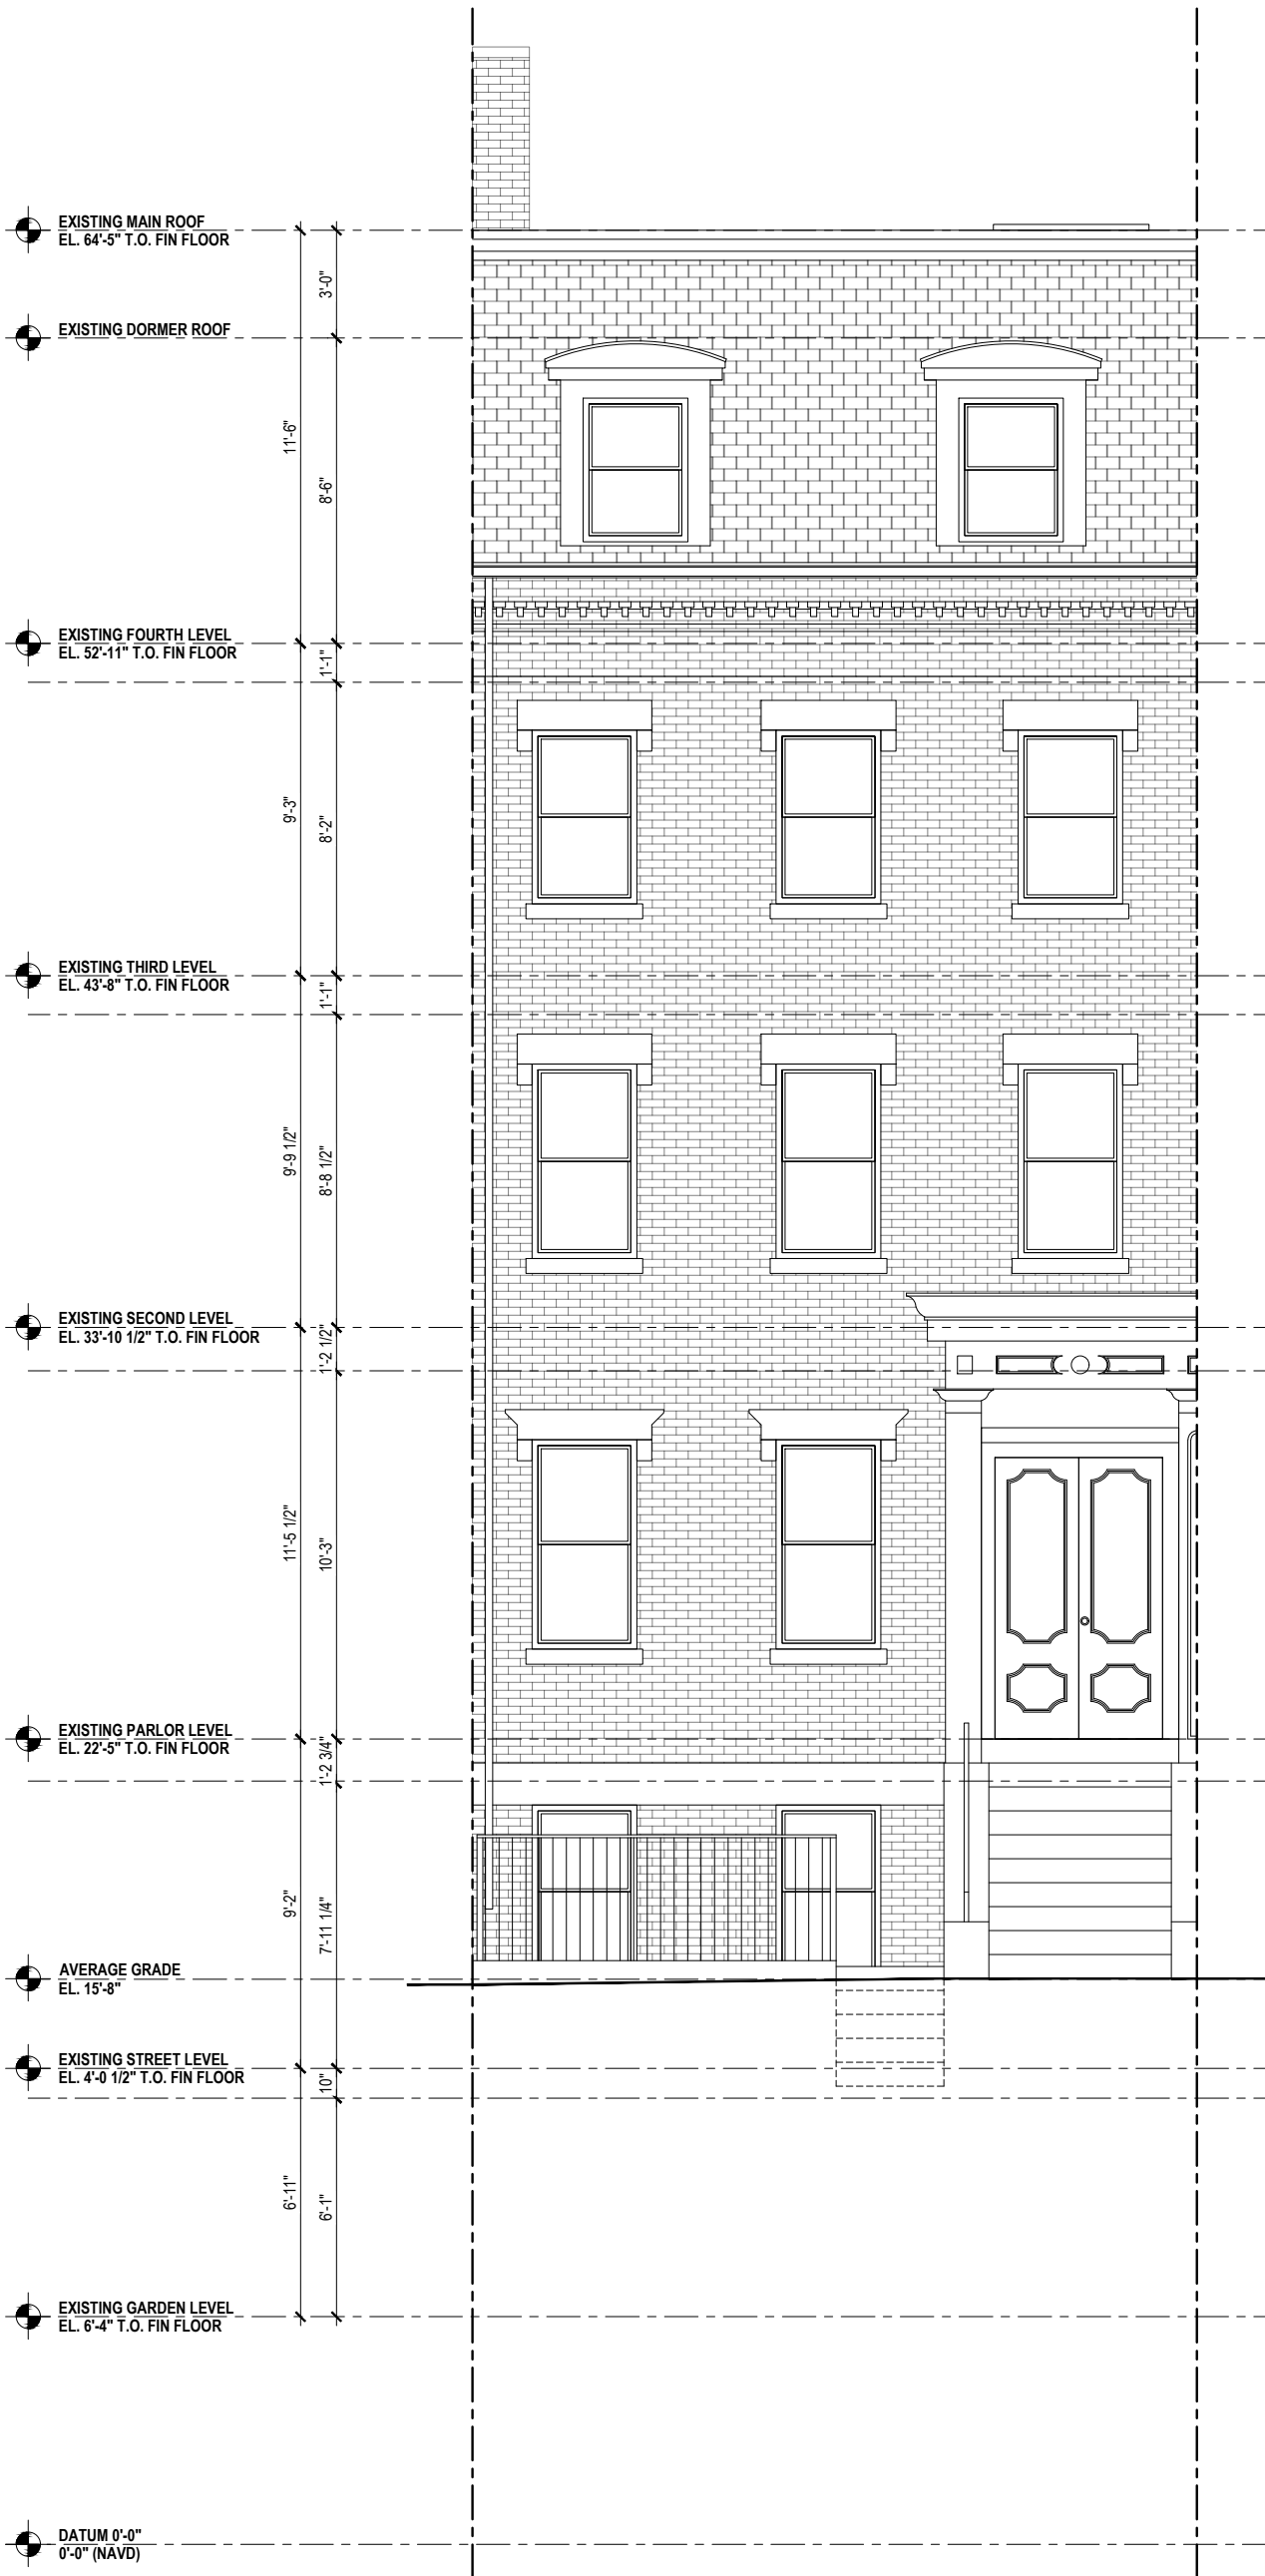 EXISTING MAIN ROOF
EL. 64'-5" T.O. FIN FLOOR
3'-0"
EXISTING DORMER ROOF
11'-6"
8'-6"
EXISTING FOURTH LEVEL
EL. 52'-11" T.O. FIN FLOOR
1'-1"
9'-3"
8'-2"
EXISTING THIRD LEVEL
EL. 43'-8" T.O. FIN FLOOR
1'-1"
9'-9 1/2"
8'-8 1/2"
EXISTING SECOND LEVEL
EL. 33'-10 1/2" T.O. FIN FLOOR
1'-2 1/2"
11'-5 1/2"
10'-3"
EXISTING PARLOR LEVEL
EL. 22'-5" T.O. FIN FLOOR
1'-2 3/4"
9'-2"
7'-11 1/4"
AVERAGE GRADE
EL. 15'-8"
EXISTING STREET LEVEL
EL. 4'-0 1/2" T.O. FIN FLOOR
10"
6'-11"
6'-1"
EXISTING GARDEN LEVEL
EL. 6'-4" T.O. FIN FLOOR
DATUM 0'-0"
0'-0" (NAVD)